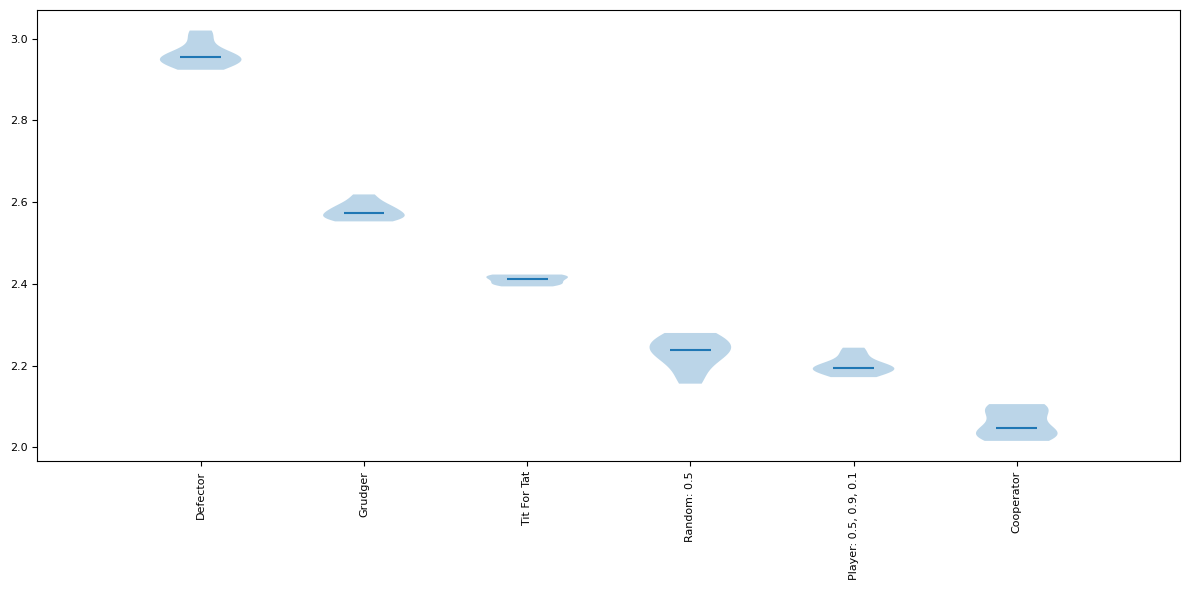 3.0
2.8
2.6
2.4
2.2
2.0
Defector
Grudger
Tit For Tat
Random: 0.5
Player: 0.5, 0.9, 0.1
Cooperator